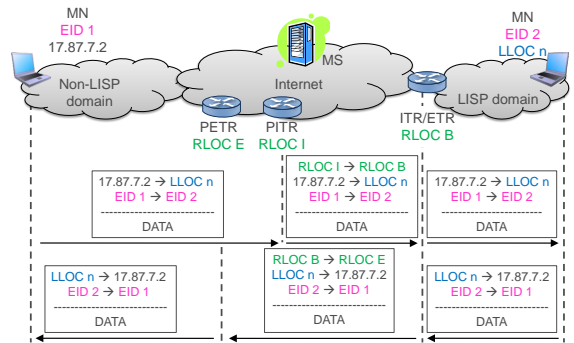 MN
EID 1
17.87.7.2
MN
EID 2
LLOC n
MS
Non-LISP
domain
Internet
LISP domain
PETR
RLOC E
PITR
RLOC I
ITR/ETR
RLOC B
17.87.7.2 → LLOC n
EID 1 → EID 2
----------------------------
DATA
RLOC I → RLOC B
17.87.7.2 → LLOC n
EID 1 → EID 2
----------------------------
DATA
17.87.7.2 → LLOC n
EID 1 → EID 2
----------------------------
DATA
LLOC n → 17.87.7.2
EID 2 → EID 1
----------------------------
DATA
RLOC B → RLOC E
LLOC n → 17.87.7.2
EID 2 → EID 1
----------------------------
DATA
LLOC n → 17.87.7.2
EID 2 → EID 1
----------------------------
DATA